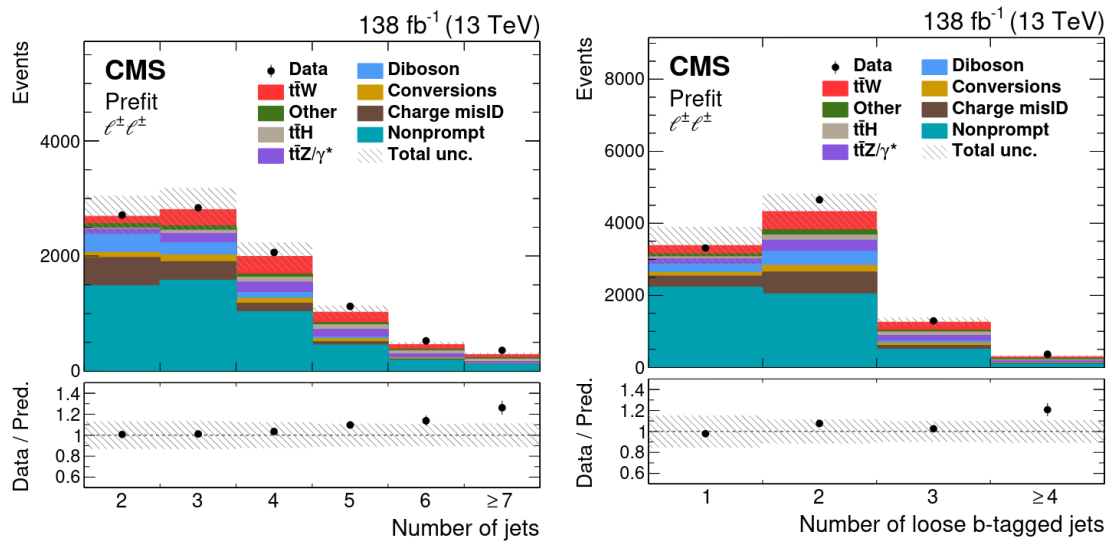 138 fb⁻¹ (13 TeV)
Events
CMS
Prefit
ℓ±ℓ±
Data
tt̄W
Other
tt̄H
tt̄Z/γ*
Diboson
Conversions
Charge misID
Nonprompt
Total unc.
4000
2000
0
Data / Pred.
1.4
1.2
1
0.8
0.6
2 3 4 5 6 ≥7
Number of jets
138 fb⁻¹ (13 TeV)
Events
CMS
Prefit
ℓ±ℓ±
Data
tt̄W
Other
tt̄H
tt̄Z/γ*
Diboson
Conversions
Charge misID
Nonprompt
Total unc.
8000
6000
4000
2000
0
Data / Pred.
1.4
1.2
1
0.8
0.6
1 2 3 ≥4
Number of loose b-tagged jets